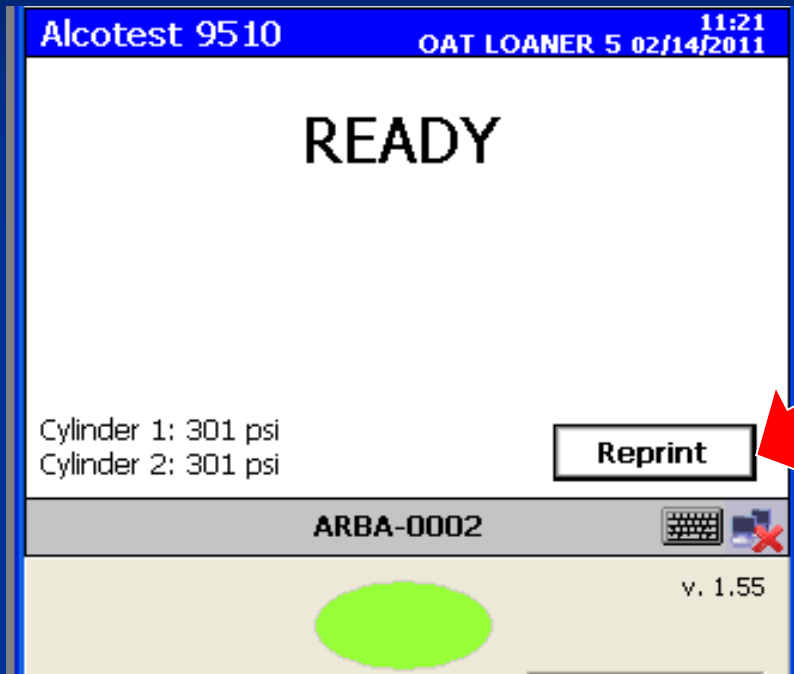 Alcotest 9510
11:21
OAT LOANER 5 02/14/2011
READY
Cylinder 1: 301 psi
Cylinder 2: 301 psi
Reprint
ARBA-0002
v. 1.55